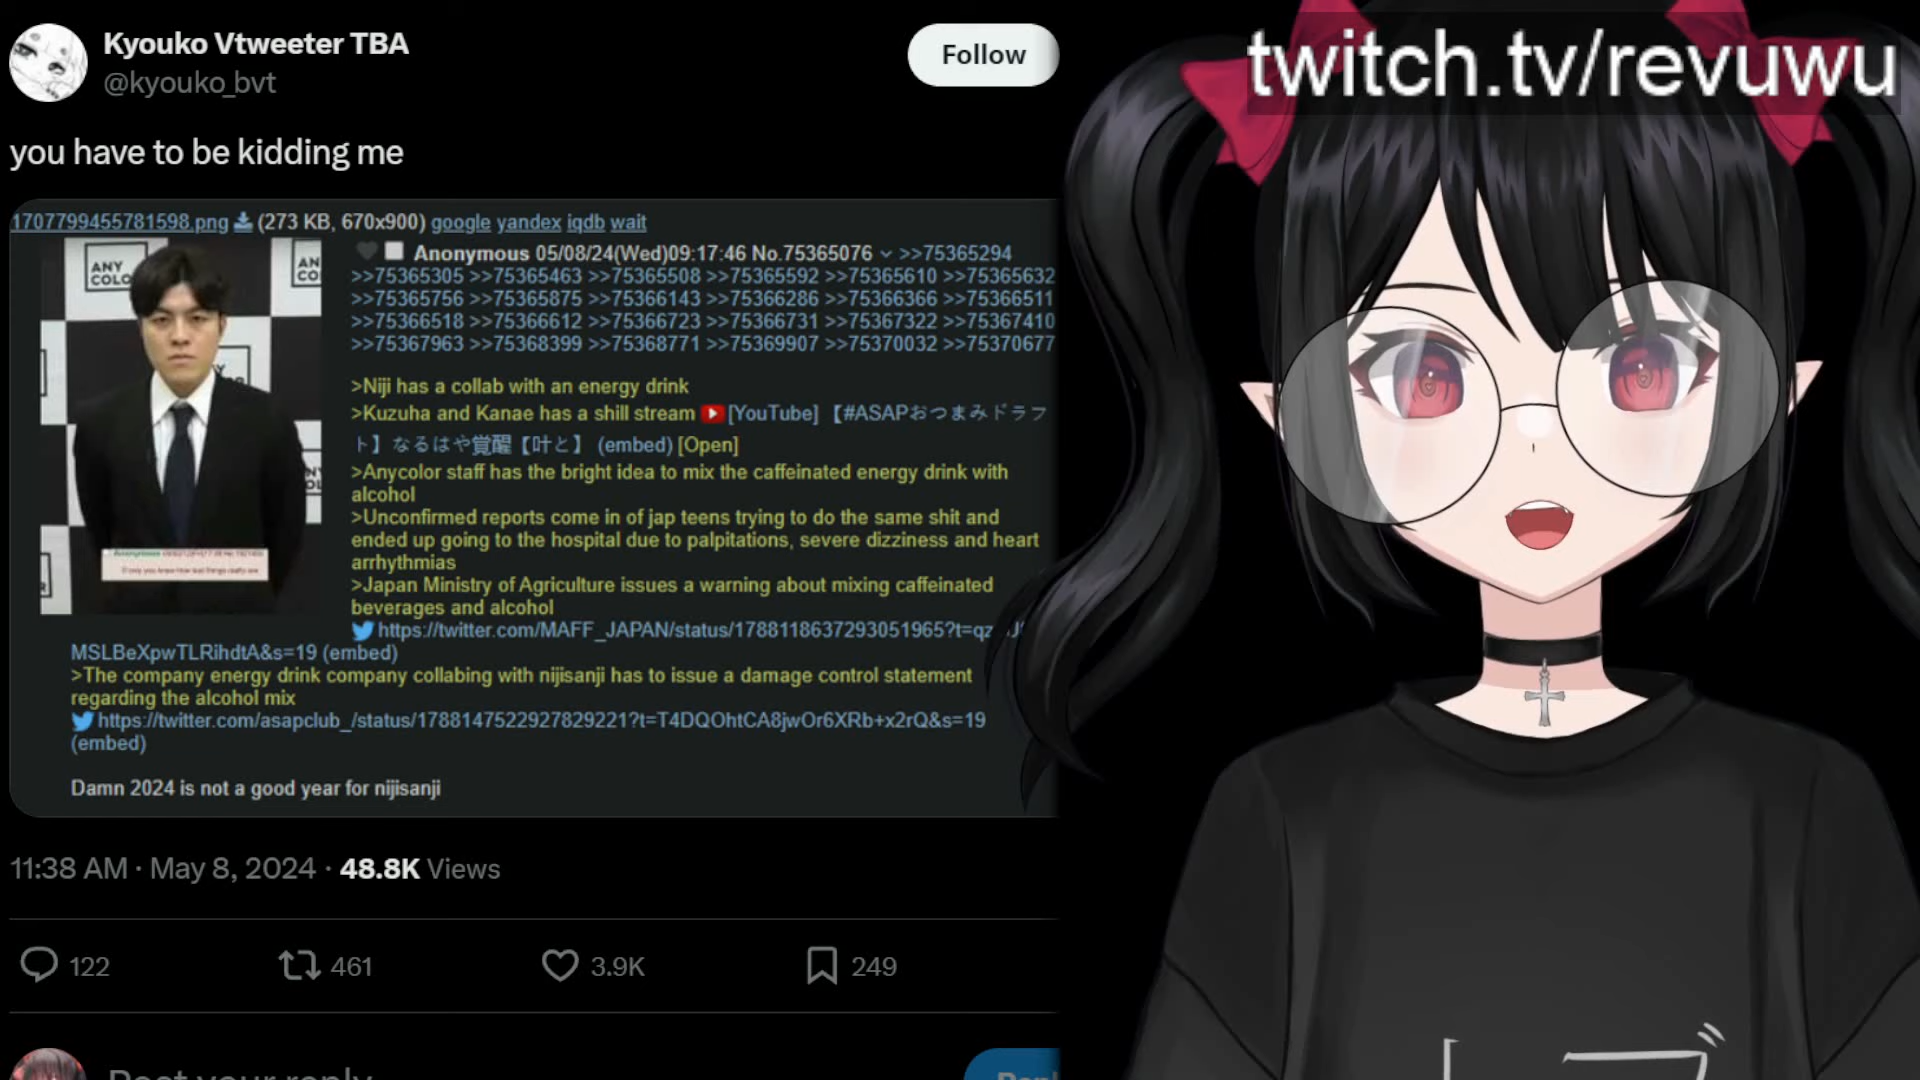 Kyouko Vtweeter TBA
@kyouko_bvt
Follow
twitch.tv/revuwu
you have to be kidding me
1707799455781598.png (273 KB, 670x900) google yandex iqdb wait
Anonymous 05/08/24(Wed)09:17:46 No.75365076 >>75365294
>>75365305 >>75365463 >>75365508 >>75365592 >>75365610 >>75365632
>>75365756 >>75365875 >>75366143 >>75366286 >>75366366 >>75366511
>>75366518 >>75366612 >>75366723 >>75366731 >>75367322 >>75367410
>>75367963 >>75368399 >>75368771 >>75369907 >>75370032 >>75370677
ANY
COLO
AN
CO
>Niji has a collab with an energy drink
>Kuzuha and Kanae has a shill stream [YouTube] 【#ASAPおつまみドラフ
ト】なるはや覚醒【叶と】 (embed) [Open]
>Anycolor staff has the bright idea to mix the caffeinated energy drink with
alcohol
>Unconfirmed reports come in of jap teens trying to do the same shit and
ended up going to the hospital due to palpitations, severe dizziness and heart
arrhythmias
>Japan Ministry of Agriculture issues a warning about mixing caffeinated
beverages and alcohol
https://twitter.com/MAFF_JAPAN/status/1788118637293051965?t=qz
MSLBeXpwTLRihdtA&s=19 (embed)
>The company energy drink company collabing with nijisanji has to issue a damage control statement
regarding the alcohol mix
https://twitter.com/asapclub_/status/1788147522927829221?t=T4DQOhtCA8jwOr6XRb+x2rQ&s=19
(embed)
Damn 2024 is not a good year for nijisanji
11:38 AM · May 8, 2024 · 48.8K Views
122 461 3.9K 249
Post your reply